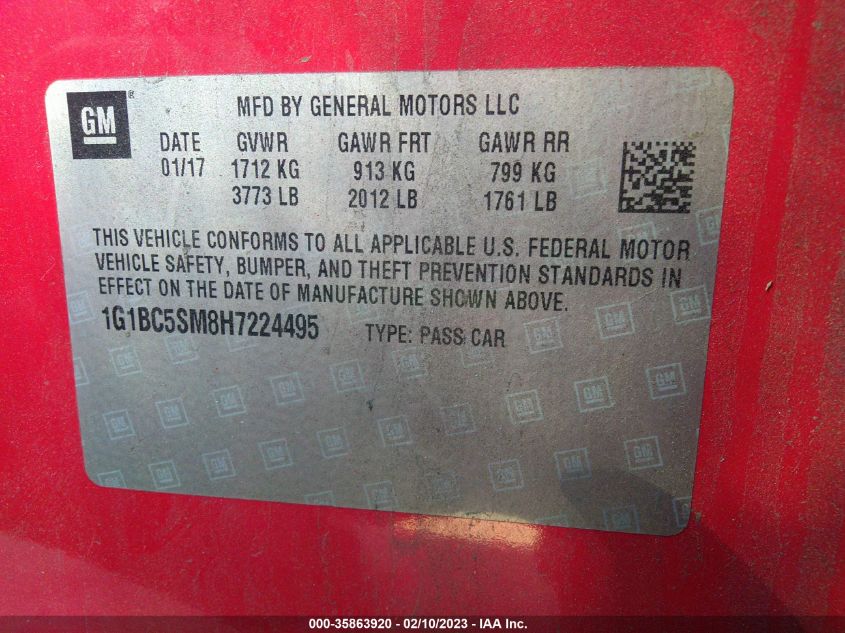 GM ® MFD BY GENERAL MOTORS LLC
DATE GVWR GAWR FRT GAWR RR
01/17 1712 KG 913 KG 799 KG
3773 LB 2012 LB 1761 LB
THIS VEHICLE CONFORMS TO ALL APPLICABLE U.S. FEDERAL MOTOR
VEHICLE SAFETY, BUMPER, AND THEFT PREVENTION STANDARDS IN
EFFECT ON THE DATE OF MANUFACTURE SHOWN ABOVE.
1G1BC5SM8H7224495 TYPE: PASS CAR
000-35863920 - 02/10/2023 - IAA Inc.